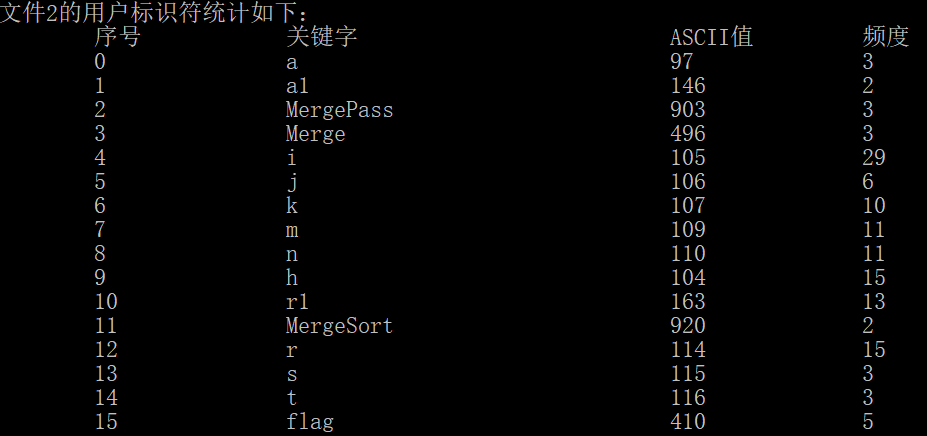 文件2的用户标识符统计如下:
序号 关键字 ASCII值 频度
0 a 97 3
1 a1 146 2
2 MergePass 903 3
3 Merge 496 3
4 i 105 29
5 j 106 6
6 k 107 10
7 m 109 11
8 n 110 11
9 h 104 15
10 r1 163 13
11 MergeSort 920 2
12 r 114 15
13 s 115 3
14 t 116 3
15 flag 410 5